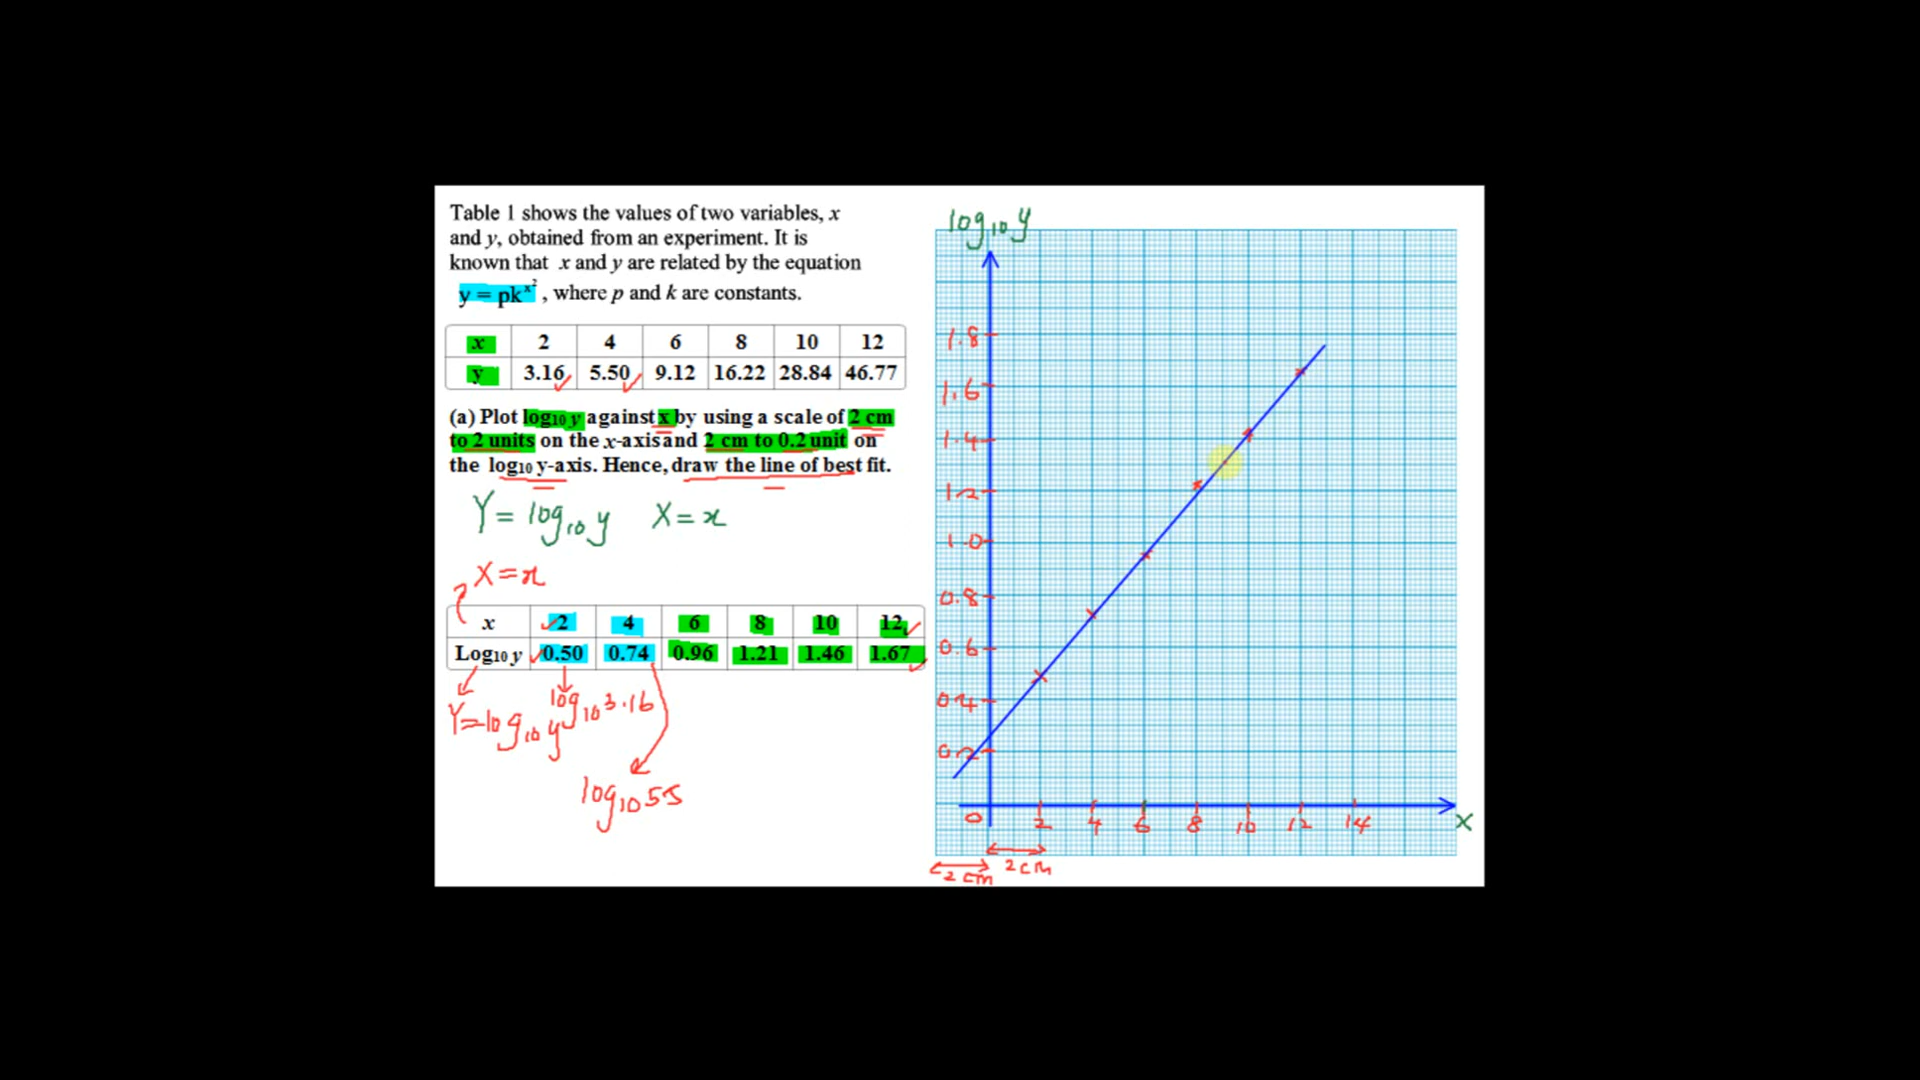 Table 1 shows the values of two variables, x
and y, obtained from an experiment. It is
known that x and y are related by the equation
y = pk^x² , where p and k are constants.
x 2 4 6 8 10 12
y 3.16 5.50 9.12 16.22 28.84 46.77
(a) Plot log10 y against x by using a scale of 2 cm
to 2 units on the x-axis and 2 cm to 0.2 unit on
the log10 y-axis. Hence, draw the line of best fit.
Y = log10 y X = x
X = x
x 2 4 6 8 10 12
Log10 y 0.50 0.74 0.96 1.21 1.46 1.67
Y = log10 y
log10 3.16
log10 55
log10 y
1.8
1.6
1.4
1.2
1.0
0.8
0.6
0.4
0.2
0 2 4 6 8 10 12 14 x
2 cm 2 cm